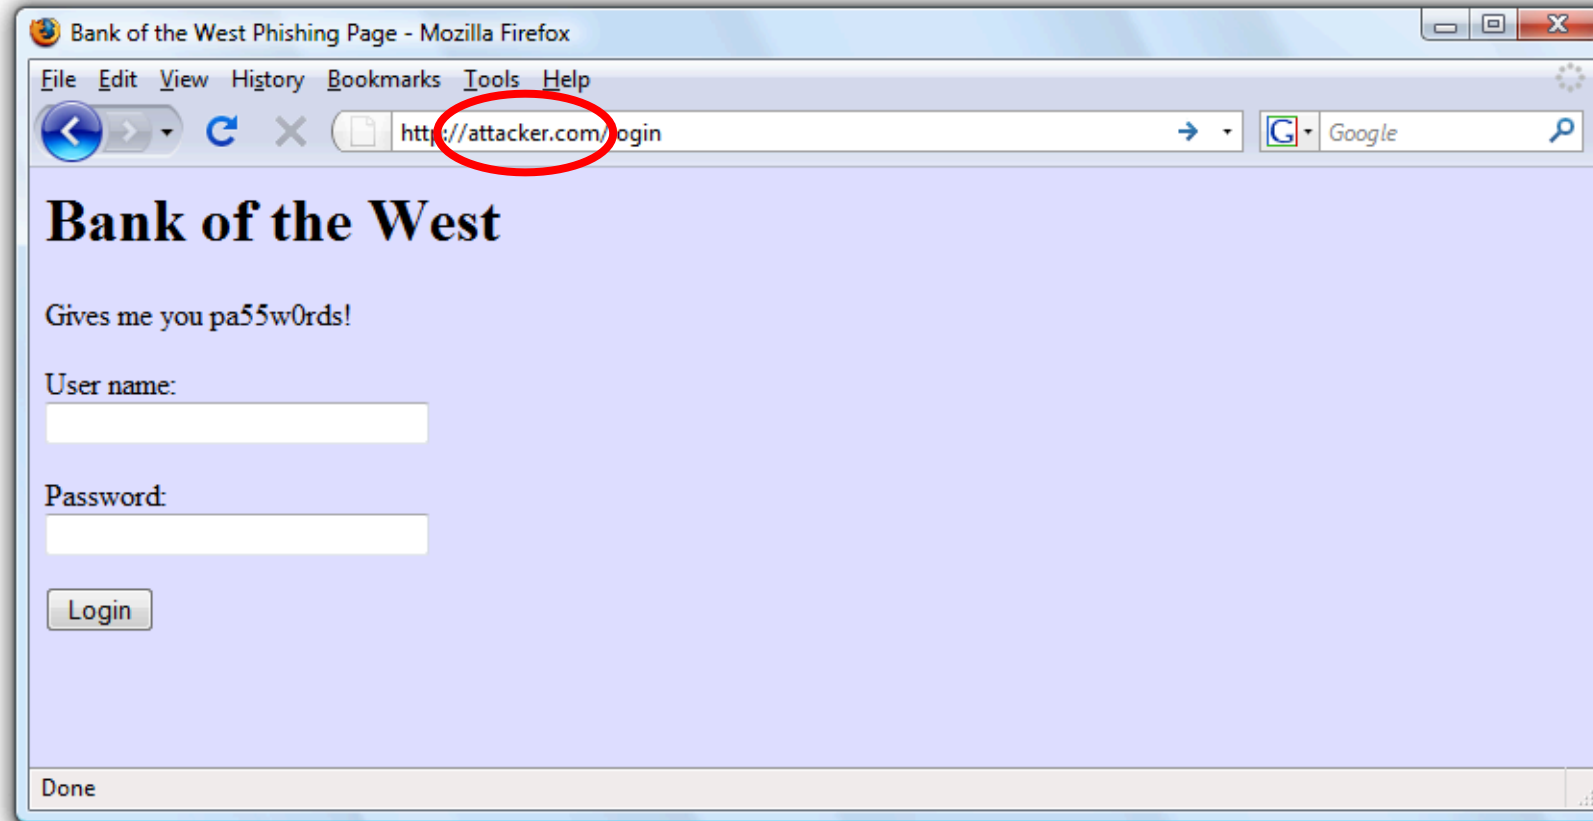 Bank of the West Phishing Page - Mozilla Firefox
File Edit View History Bookmarks Tools Help
http://attacker.com/login G Google
Bank of the West
Gives me you pa55w0rds!
User name:
Password:
Login
Done